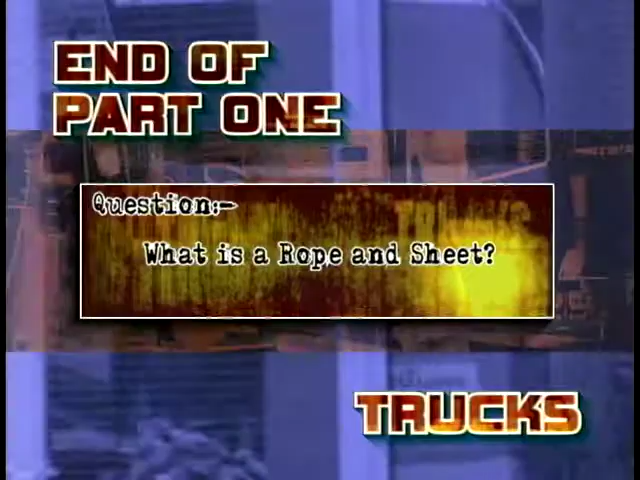 END OF
PART ONE
Question:-
What is a Rope and Sheet?
TRUCKS